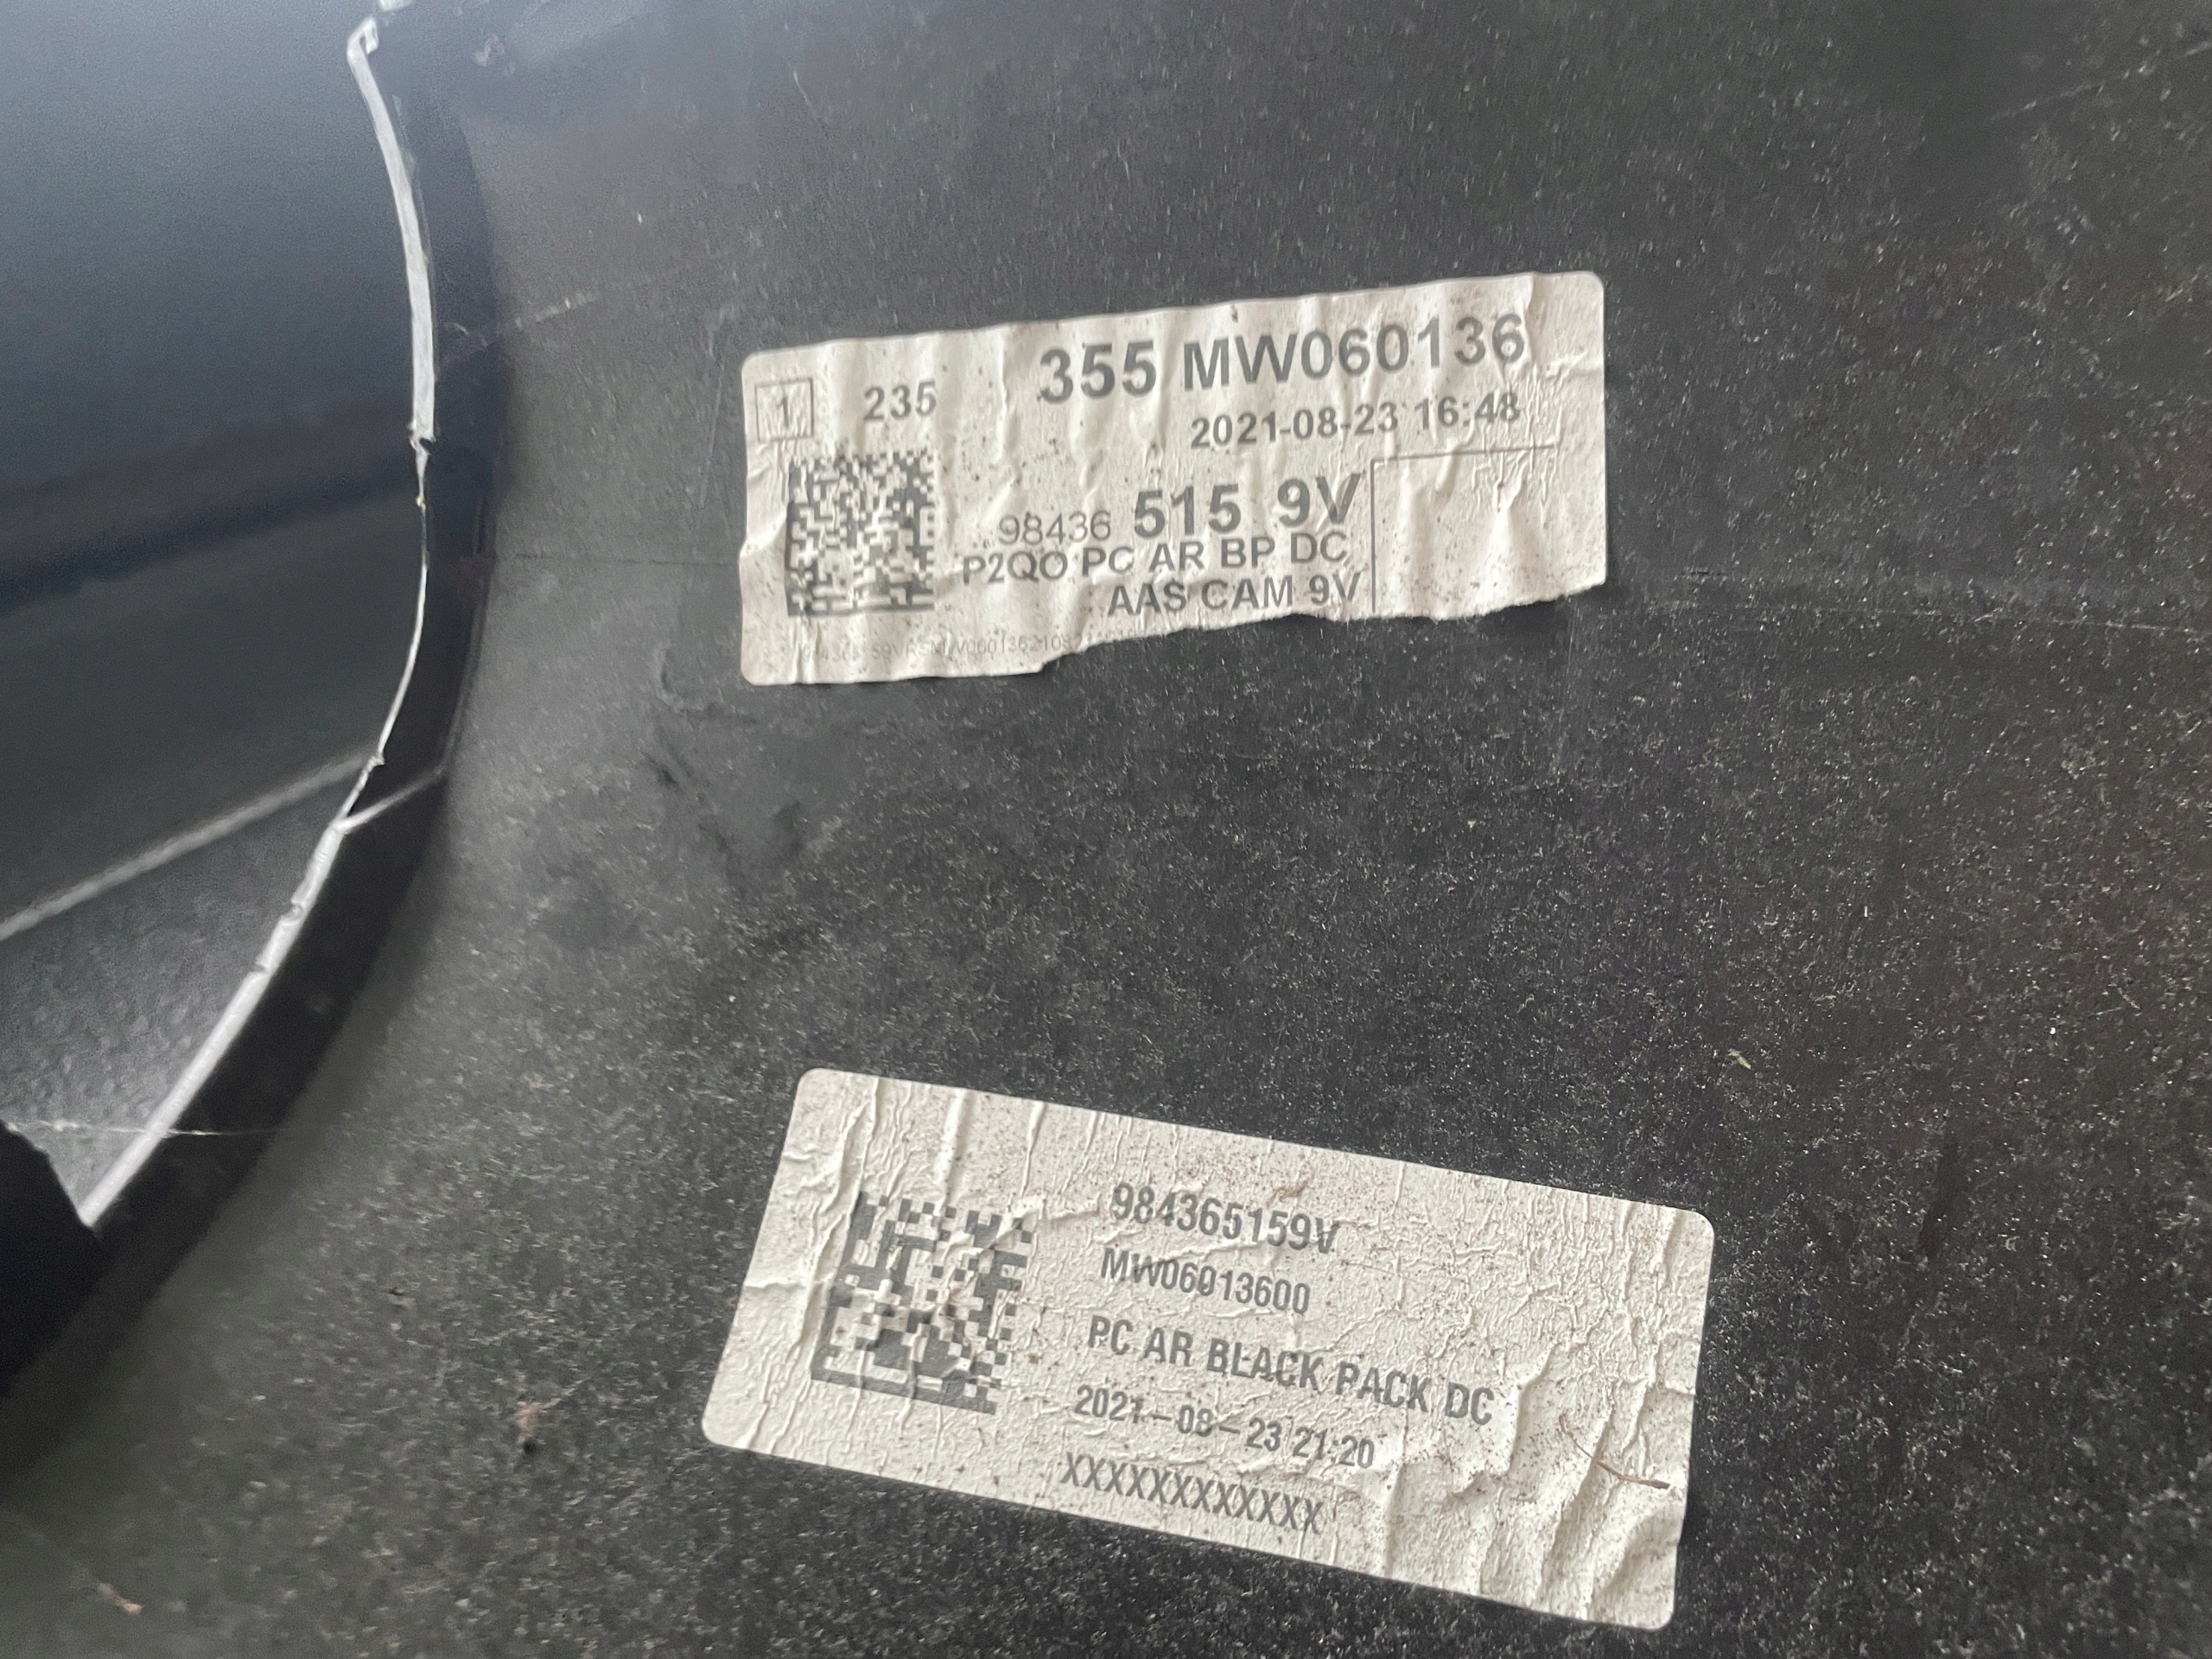 1 235 355 MW060136
2021-08-23 16:48
98436 515 9V
P2QO PC AR BP DC
AAS CAM 9V
984365159V
MW06013600
PC AR BLACK PACK DC
2021-08-23 21:20
XXXXXXXXXXXX